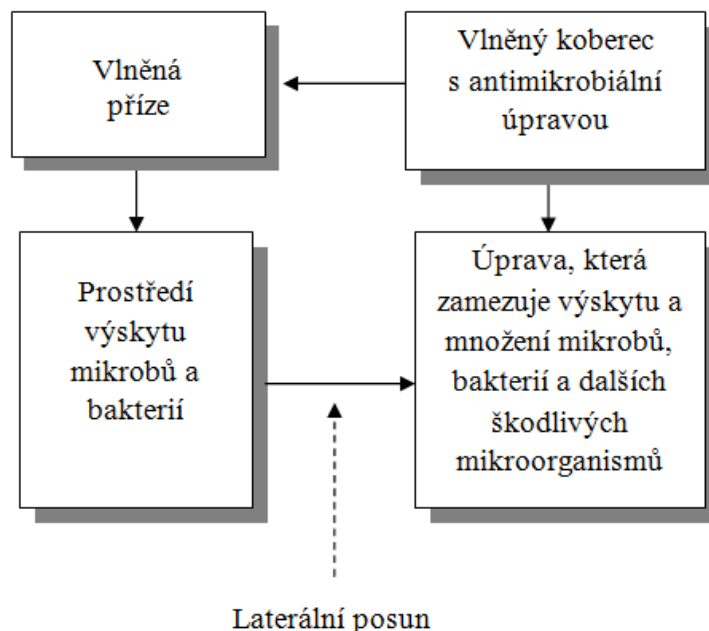 Vlněná
příze
Vlněný koberec
s antimikrobiální
úpravou
Prostředí
výskytu
mikrobů a
bakterií
Úprava, která
zamezuje výskytu a
množení mikrobů,
bakterií a dalších
škodlivých
mikroorganismů
Laterální posun